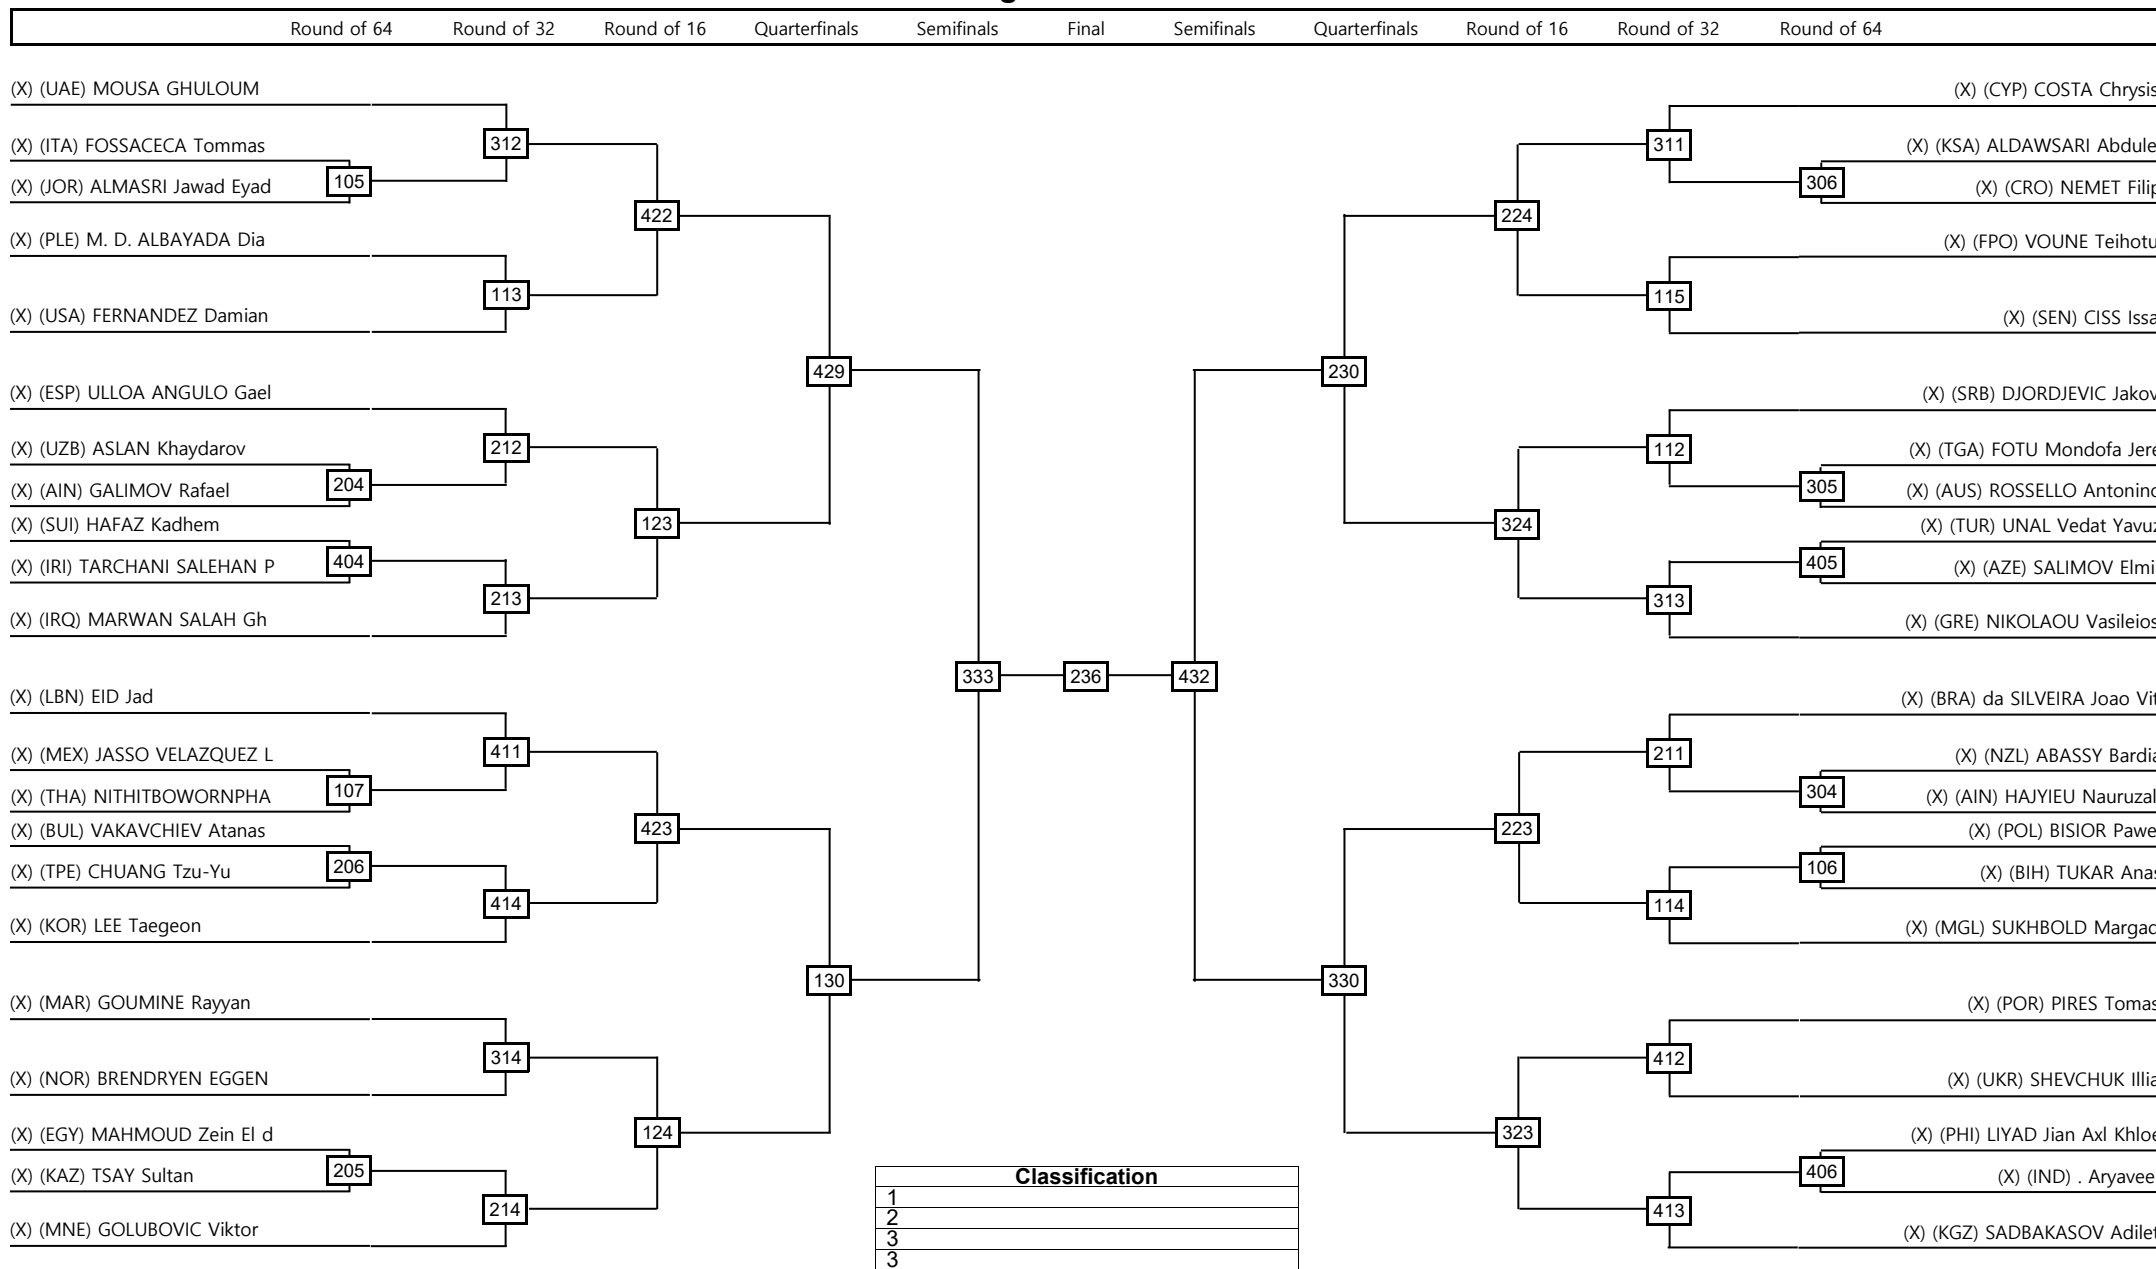 Round of 64 Round of 32 Round of 16 Quarterfinals Semifinals Final Semifinals Quarterfinals Round of 16 Round of 32 Round of 64
(X) (UAE) MOUSA GHULOUM
(X) (ITA) FOSSACECA Tommas
(X) (JOR) ALMASRI Jawad Eyad
(X) (PLE) M. D. ALBAYADA Dia
(X) (USA) FERNANDEZ Damian
(X) (ESP) ULLOA ANGULO Gael
(X) (UZB) ASLAN Khaydarov
(X) (AIN) GALIMOV Rafael
(X) (SUI) HAFAZ Kadhem
(X) (IRI) TARCHANI SALEHAN P
(X) (IRQ) MARWAN SALAH Gh
(X) (LBN) EID Jad
(X) (MEX) JASSO VELAZQUEZ L
(X) (THA) NITHITBOWORNPHA
(X) (BUL) VAKAVCHIEV Atanas
(X) (TPE) CHUANG Tzu-Yu
(X) (KOR) LEE Taegeon
(X) (MAR) GOUMINE Rayyan
(X) (NOR) BRENDRYEN EGGEN
(X) (EGY) MAHMOUD Zein El d
(X) (KAZ) TSAY Sultan
(X) (MNE) GOLUBOVIC Viktor
105
204
404
107
206
205
312
113
212
213
411
414
314
214
422
123
423
124
429
130
333
236
432
230
330
224
324
223
323
311
115
112
313
211
114
412
413
306
305
405
304
106
406
(X) (CYP) COSTA Chrysis
(X) (KSA) ALDAWSARI Abdule
(X) (CRO) NEMET Filip
(X) (FPO) VOUNE Teihotu
(X) (SEN) CISS Issa
(X) (SRB) DJORDJEVIC Jakov
(X) (TGA) FOTU Mondofa Jere
(X) (AUS) ROSSELLO Antonino
(X) (TUR) UNAL Vedat Yavuz
(X) (AZE) SALIMOV Elmi
(X) (GRE) NIKOLAOU Vasileios
(X) (BRA) da SILVEIRA Joao Vit
(X) (NZL) ABASSY Bardia
(X) (AIN) HAJYIEU Nauruzal
(X) (POL) BISIOR Pawe
(X) (BIH) TUKAR Anas
(X) (MGL) SUKHBOLD Margad
(X) (POR) PIRES Tomas
(X) (UKR) SHEVCHUK Illia
(X) (PHI) LIYAD Jian Axl Khloe
(X) (IND) . Aryavee
(X) (KGZ) SADBAKASOV Adilet
Classification
1
2
3
3